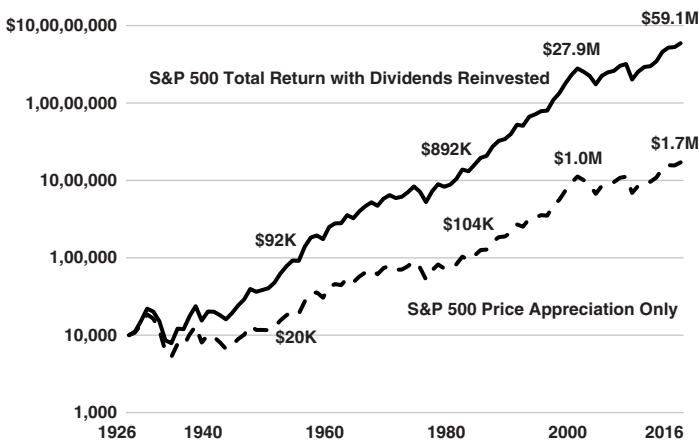 $59.1M
$10,00,00,000
$27.9M
S&P 500 Total Return with Dividends Reinvested
1,00,00,000
$892K
$1.7M
$1.0M
10,00,000
$104K
$92K
1,00,000
S&P 500 Price Appreciation Only
10,000
$20K
1,000
1926 1940 1960 1980 2000 2016